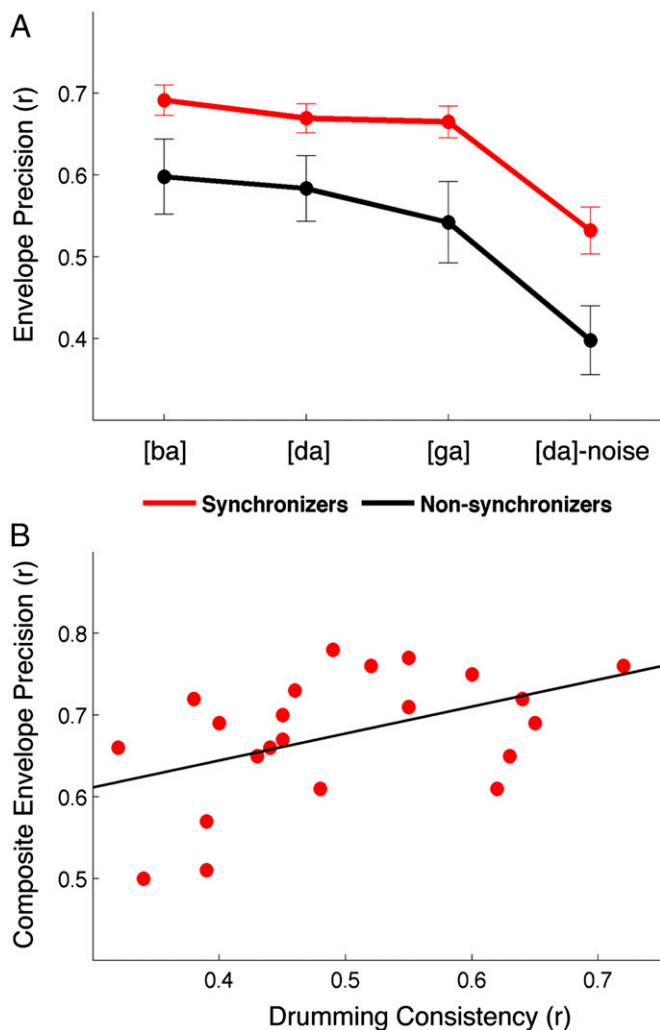 A
Envelope Precision (r)
0.7
0.6
0.5
0.4
[ba] [da] [ga] [da]-noise
Synchronizers Non-synchronizers
B
Composite Envelope Precision (r)
0.8
0.7
0.6
0.5
0.4 0.5 0.6 0.7
Drumming Consistency (r)